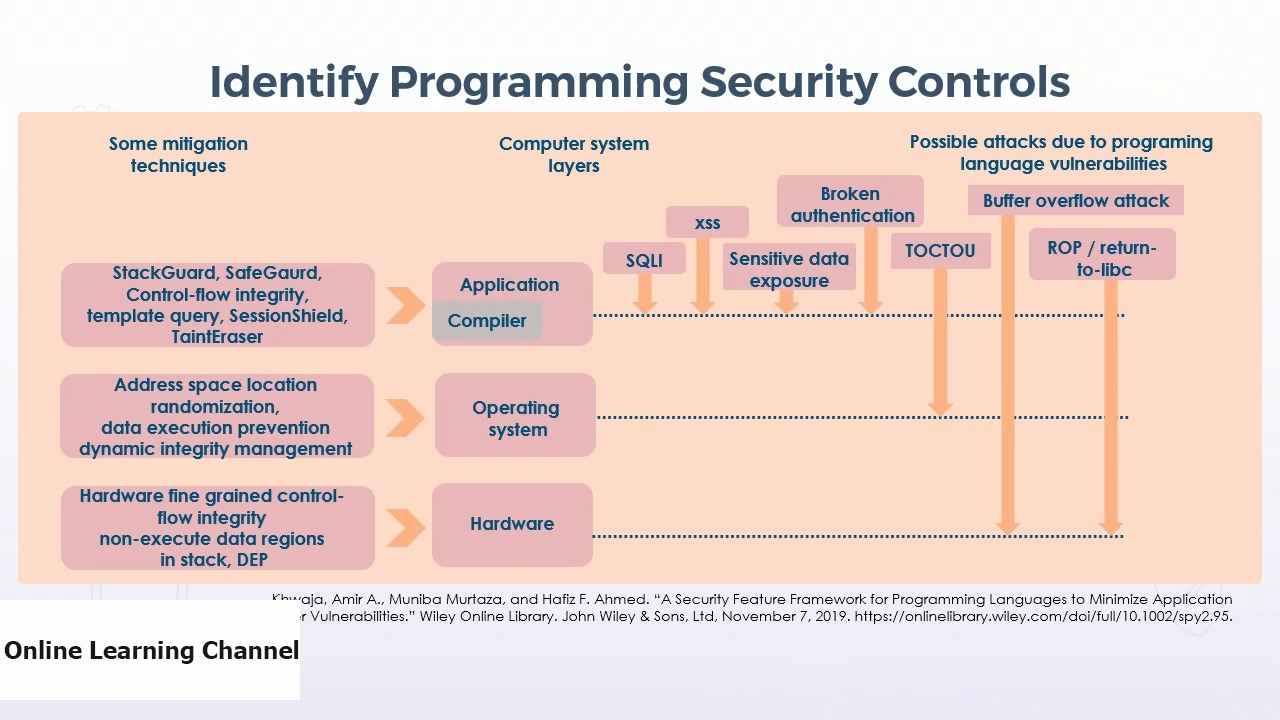 Identify Programming Security Controls
Some mitigation
techniques
Computer system
layers
Possible attacks due to programing
language vulnerabilities
SQLI
xss
Sensitive data
exposure
Broken
authentication
TOCTOU
Buffer overflow attack
ROP / return-
to-libc
StackGuard, SafeGaurd,
Control-flow integrity,
template query, SessionShield,
TaintEraser
Application
Compiler
Address space location
randomization,
data execution prevention
dynamic integrity management
Operating
system
Hardware fine grained control-
flow integrity
non-execute data regions
in stack, DEP
Hardware
Khwaja, Amir A., Muniba Murtaza, and Hafiz F. Ahmed. “A Security Feature Framework for Programming Languages to Minimize Application
Vulnerabilities.” Wiley Online Library. John Wiley & Sons, Ltd, November 7, 2019. https://onlinelibrary.wiley.com/doi/full/10.1002/spy2.95.
Online Learning Channel